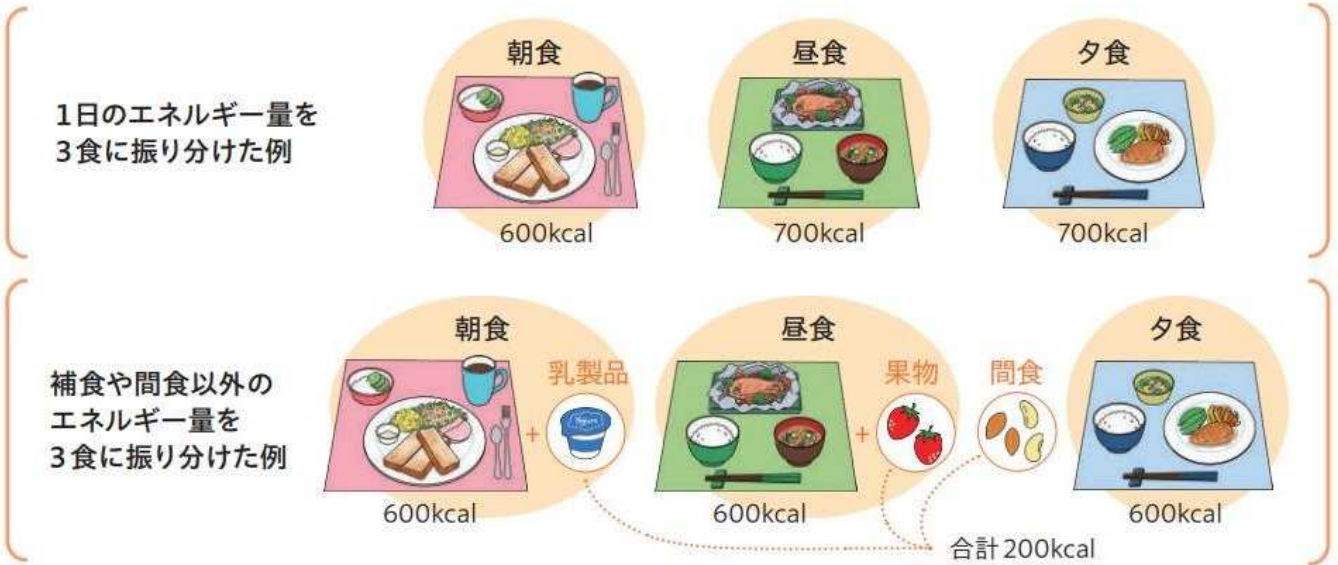 朝食
昼食
夕食
1日のエネルギー量を
3食に振り分けた例
600kcal
700kcal
700kcal
朝食
昼食
夕食
乳製品
果物
間食
補食や間食以外の
エネルギー量を
3食に振り分けた例
+
+
600kcal
600kcal
600kcal
合計200kcal